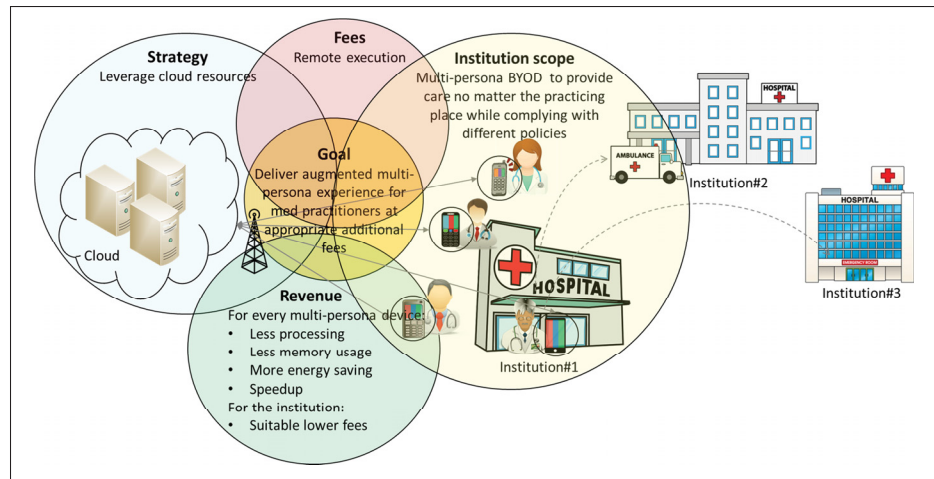 Strategy
Leverage cloud resources
Fees
Remote execution
Institution scope
Multi-persona BYOD to provide
care no matter the practicing
place while complying with
different policies
Goal
Deliver augmented multi-
persona experience for
med practitioners at
appropriate additional
fees
Cloud
Revenue
For every multi-persona device:
• Less processing
• Less memory usage
• More energy saving
• Speedup
For the institution:
• Suitable lower fees
HOSPITAL
Institution#1
HOSPITAL
AMBULANCE
Institution#2
HOSPITAL
EMERGENCY ROOM
Institution#3